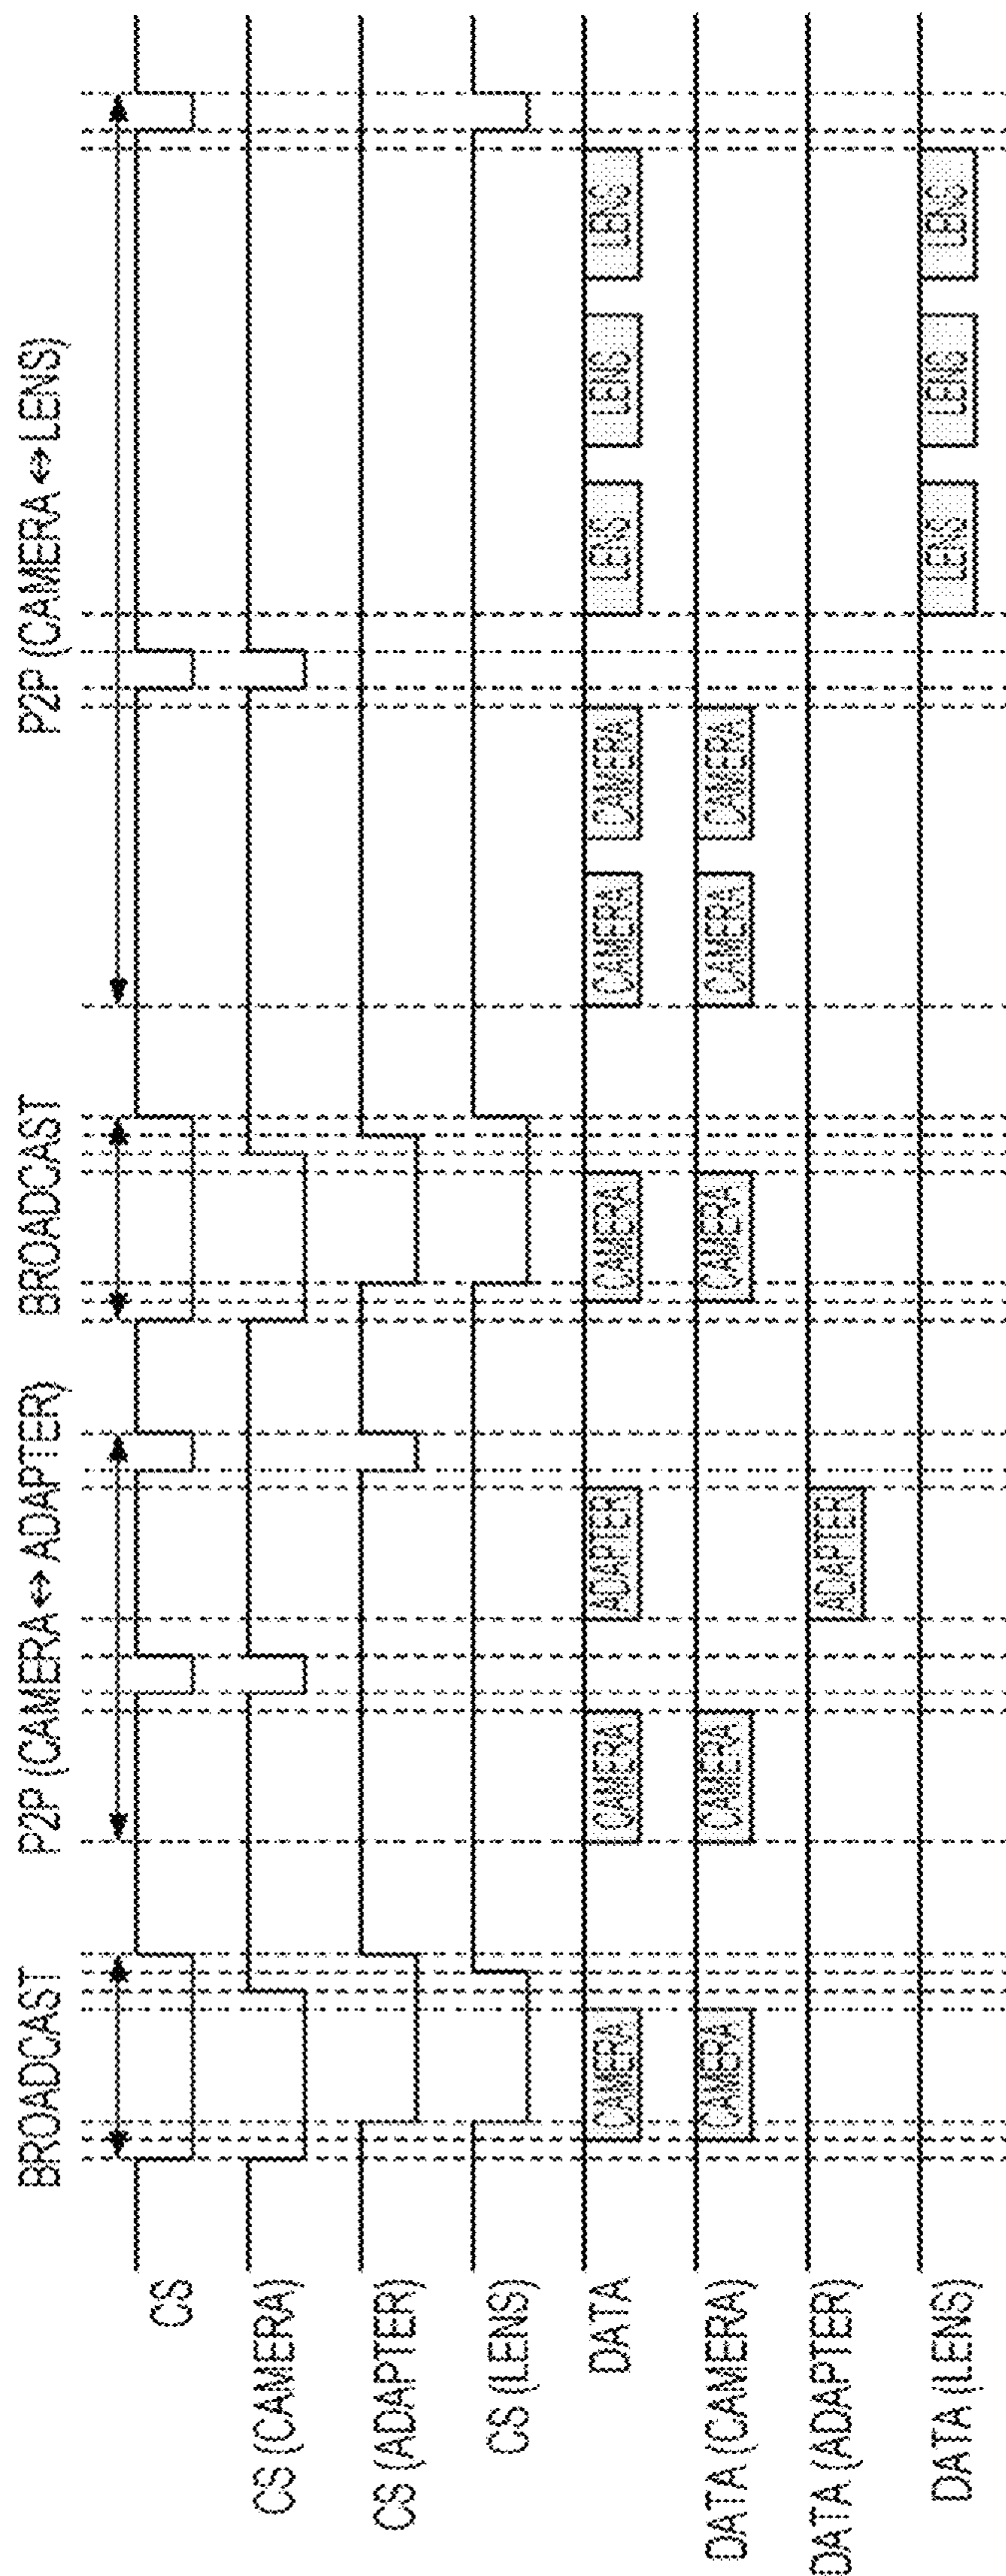 BROADCAST
P2P (CAMERA ⇔ ADAPTER)
BROADCAST
P2P (CAMERA ⇔ LENS)
CS
CS (CAMERA)
CS (ADAPTER)
CS (LENS)
DATA
CAMERA
CAMERA
ADAPTER
CAMERA
CAMERA
CAMERA
LENS
LENS
LENS
DATA (CAMERA)
CAMERA
CAMERA
CAMERA
CAMERA
CAMERA
DATA (ADAPTER)
ADAPTER
DATA (LENS)
LENS
LENS
LENS